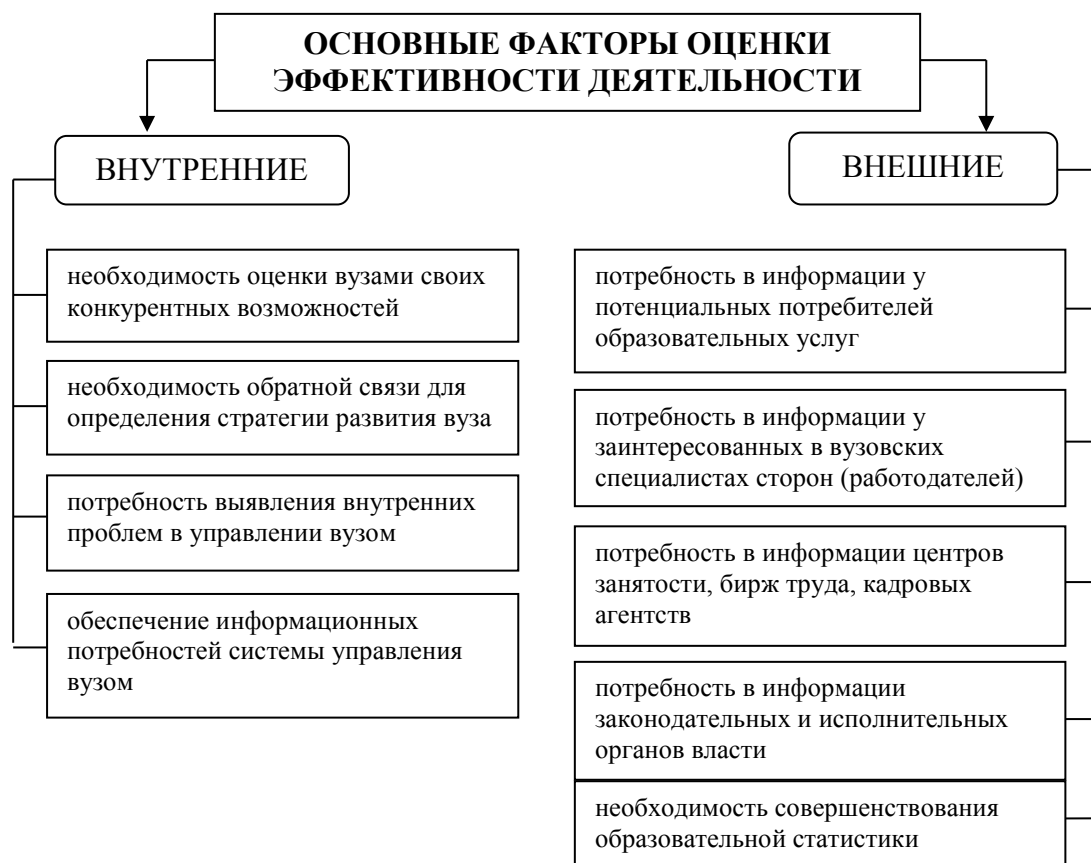 ОСНОВНЫЕ ФАКТОРЫ ОЦЕНКИ
ЭФФЕКТИВНОСТИ ДЕЯТЕЛЬНОСТИ
ВНУТРЕННИЕ
необходимость оценки вузами своих
конкурентных возможностей
необходимость обратной связи для
определения стратегии развития вуза
потребность выявления внутренних
проблем в управлении вузом
обеспечение информационных
потребностей системы управления
вузом
ВНЕШНИЕ
потребность в информации у
потенциальных потребителей
образовательных услуг
потребность в информации у
заинтересованных в вузовских
специалистах сторон (работодателей)
потребность в информации центров
занятости, бирж труда, кадровых
агентств
потребность в информации
законодательных и исполнительных
органов власти
необходимость совершенствования
образовательной статистики